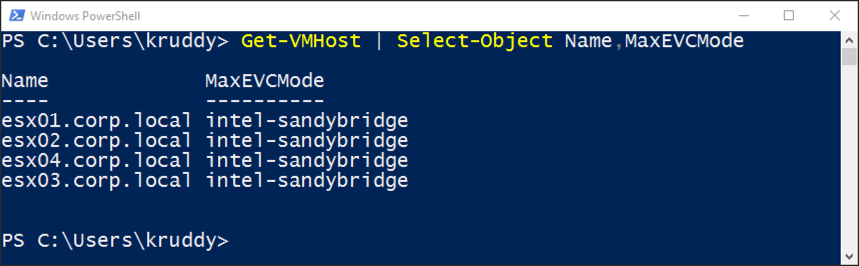 Windows PowerShell
PS C:\Users\kruddy> Get-VMHost | Select-Object Name,MaxEVCMode
Name MaxEVCMode
---- ----------
esx01.corp.local intel-sandybridge
esx02.corp.local intel-sandybridge
esx04.corp.local intel-sandybridge
esx03.corp.local intel-sandybridge
PS C:\Users\kruddy>